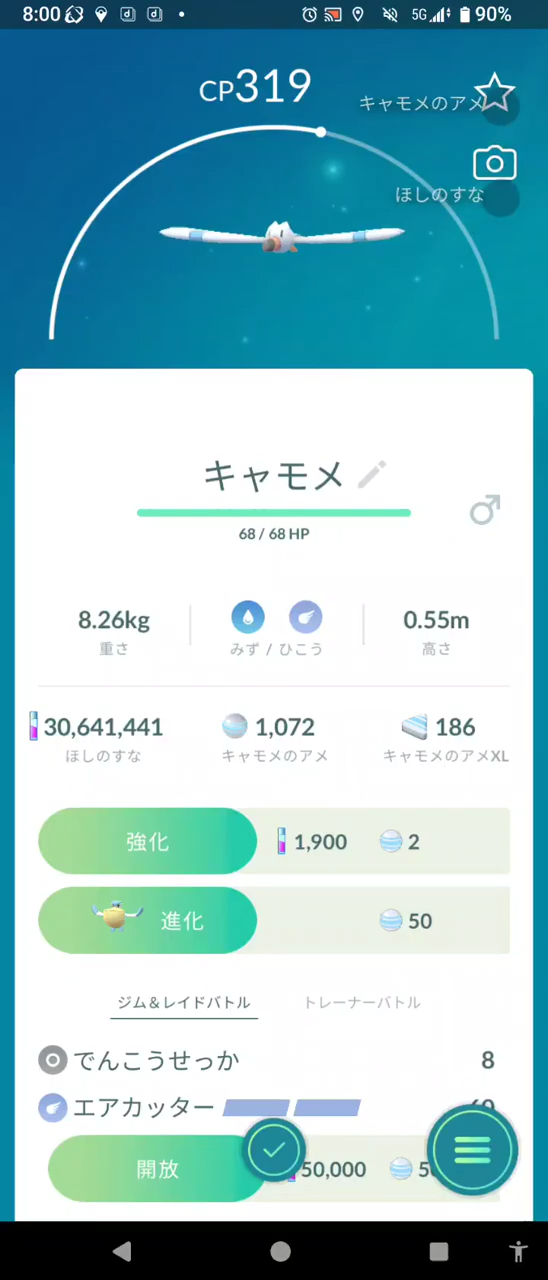 8:00
5G 90%
CP319
キャモメのアメ
ほしのすな
キャモメ
68 / 68 HP
8.26kg
重さ
みず / ひこう
0.55m
高さ
30,641,441
ほしのすな
1,072
キャモメのアメ
186
キャモメのアメXL
強化 1,900 2
進化 50
ジム&レイドバトル トレーナーバトル
でんこうせっか 8
エアカッター
開放 50,000